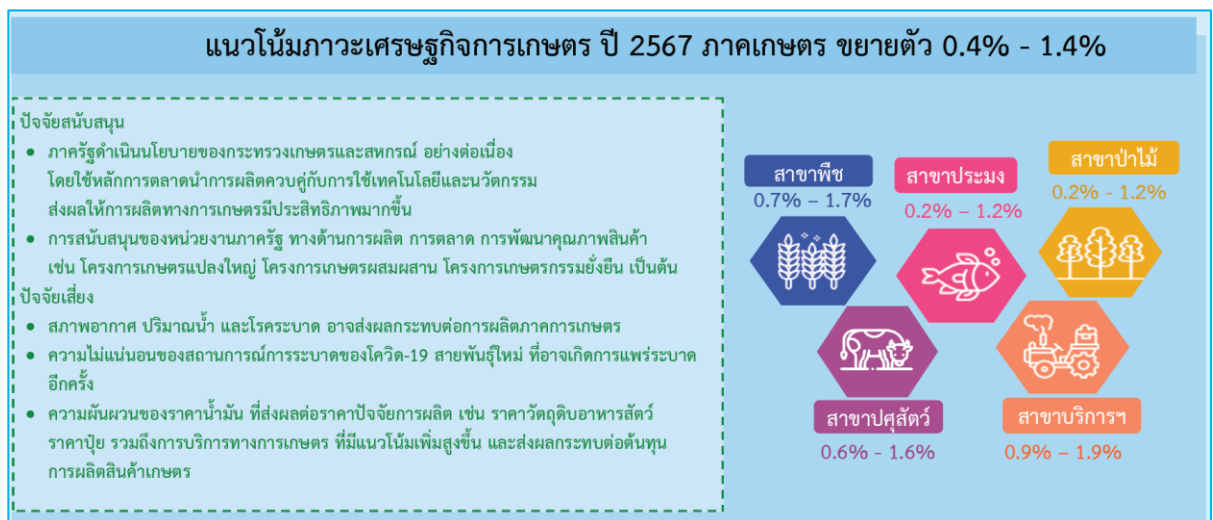 แนวโน้มภาวะเศรษฐกิจการเกษตร ปี 2567 ภาคเกษตร ขยายตัว 0.4% - 1.4%
ปัจจัยสนับสนุน
● ภาครัฐดำเนินนโยบายของกระทรวงเกษตรและสหกรณ์ อย่างต่อเนื่อง
โดยใช้หลักการตลาดนำการผลิตควบคู่กับการใช้เทคโนโลยีและนวัตกรรม
ส่งผลให้การผลิตทางการเกษตรมีประสิทธิภาพมากขึ้น
● การสนับสนุนของหน่วยงานภาครัฐ ทางด้านการผลิต การตลาด การพัฒนาคุณภาพสินค้า
เช่น โครงการเกษตรแปลงใหญ่ โครงการเกษตรผสมผสาน โครงการเกษตรกรรมยั่งยืน เป็นต้น
ปัจจัยเสี่ยง
● สภาพอากาศ ปริมาณน้ำ และโรคระบาด อาจส่งผลกระทบต่อการผลิตภาคการเกษตร
● ความไม่แน่นอนของสถานการณ์การระบาดของโควิด-19 สายพันธุ์ใหม่ ที่อาจเกิดการแพร่ระบาด
อีกครั้ง
● ความผันผวนของราคาน้ำมัน ที่ส่งผลต่อราคาปัจจัยการผลิต เช่น ราคาวัตถุดิบอาหารสัตว์
ราคาปุ๋ย รวมถึงการบริการทางการเกษตร ที่มีแนวโน้มเพิ่มสูงขึ้น และส่งผลกระทบต่อต้นทุน
การผลิตสินค้าเกษตร
สาขาพืช
0.7% – 1.7%
สาขาประมง
0.2% – 1.2%
สาขาป่าไม้
0.2% - 1.2%
สาขาปศุสัตว์
0.6% - 1.6%
สาขาบริการฯ
0.9% – 1.9%